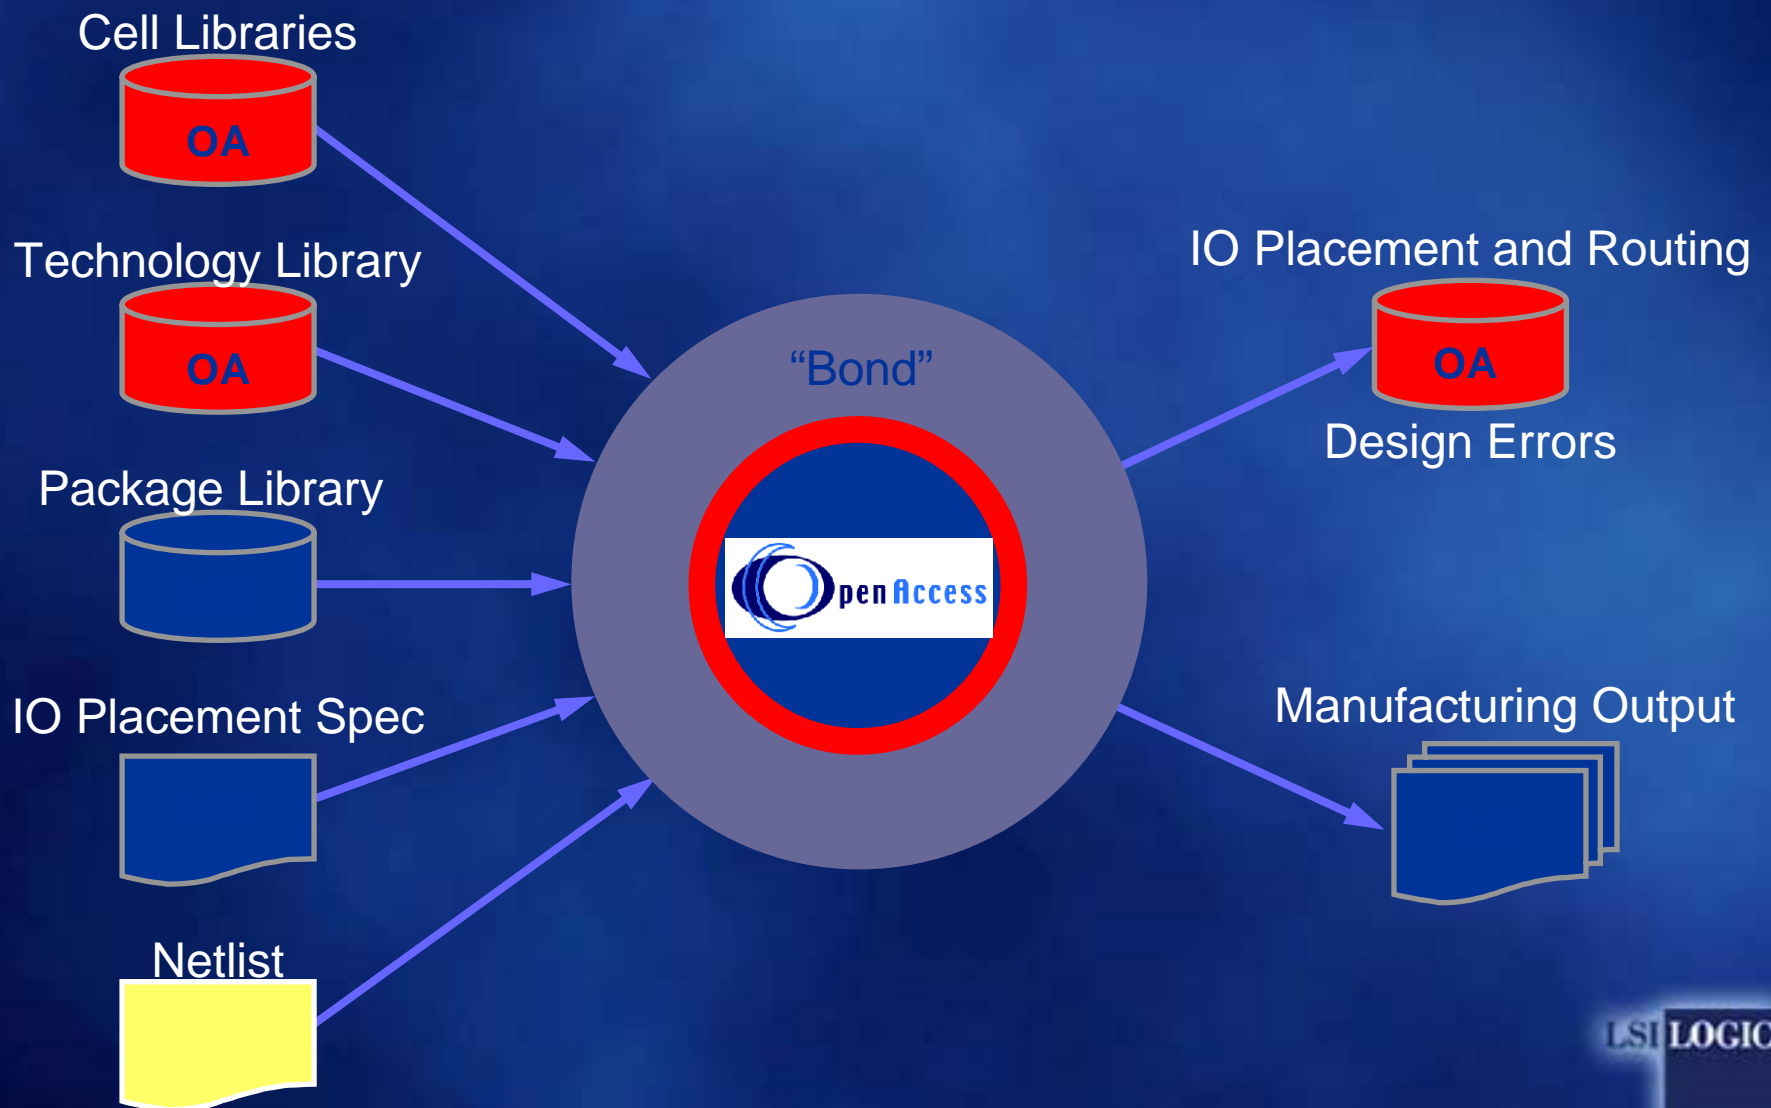 Cell Libraries
OA
Technology Library
OA
Package Library
IO Placement Spec
Netlist
“Bond”
OpenAccess
IO Placement and Routing
OA
Design Errors
Manufacturing Output
LSI LOGIC